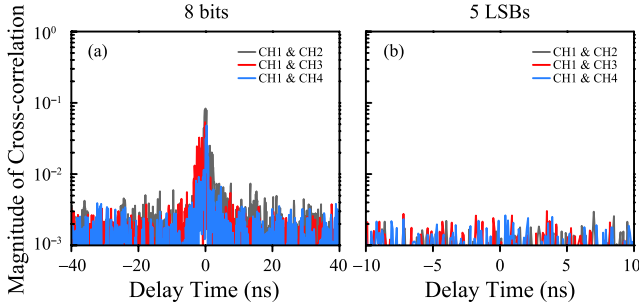 8 bits
5 LSBs
Magnitude of Cross-correlation
10⁰
10⁻¹
10⁻²
10⁻³
(a)
CH1 & CH2
CH1 & CH3
CH1 & CH4
(b)
CH1 & CH2
CH1 & CH3
CH1 & CH4
−40 −20 0 20 40
−10 −5 0 5 10
Delay Time (ns)
Delay Time (ns)